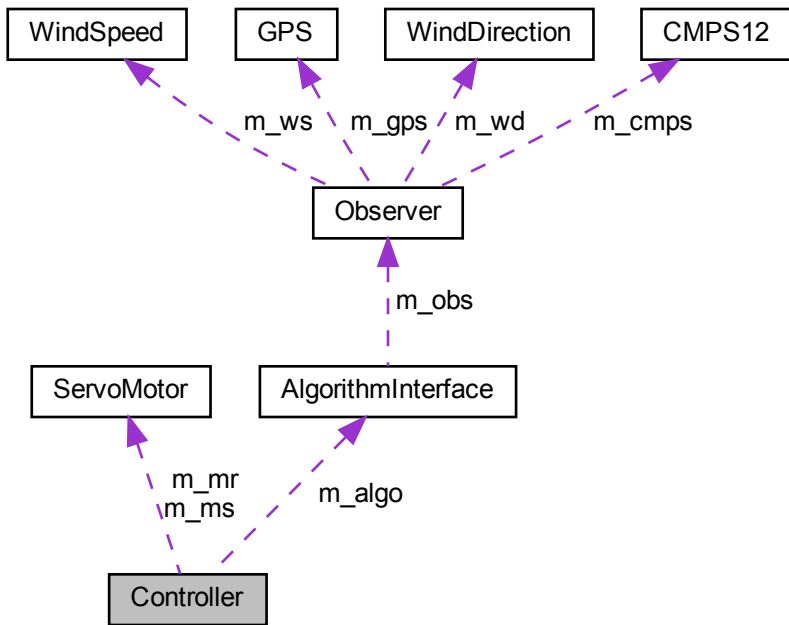 WindSpeed
GPS
WindDirection
CMPS12
m_ws
m_gps
m_wd
m_cmps
Observer
m_obs
ServoMotor
AlgorithmInterface
m_mr
m_ms
m_algo
Controller